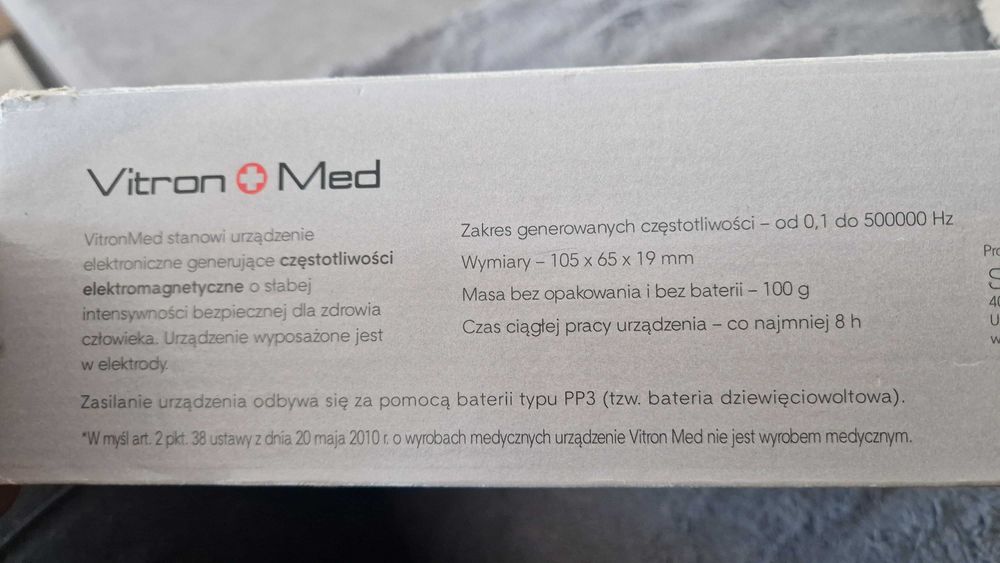 Vitron Med
VitronMed stanowi urządzenie
elektroniczne generujące częstotliwości
elektromagnetyczne o słabej
intensywności bezpiecznej dla zdrowia
człowieka. Urządzenie wyposażone jest
w elektrody.
Zakres generowanych częstotliwości – od 0,1 do 500000 Hz
Wymiary – 105 x 65 x 19 mm
Masa bez opakowania i bez baterii – 100 g
Czas ciągłej pracy urządzenia – co najmniej 8 h
Zasilanie urządzenia odbywa się za pomocą baterii typu PP3 (tzw. bateria dziewięciowoltowa).
*W myśl art. 2 pkt. 38 ustawy z dnia 20 maja 2010 r. o wyrobach medycznych urządzenie Vitron Med nie jest wyrobem medycznym.